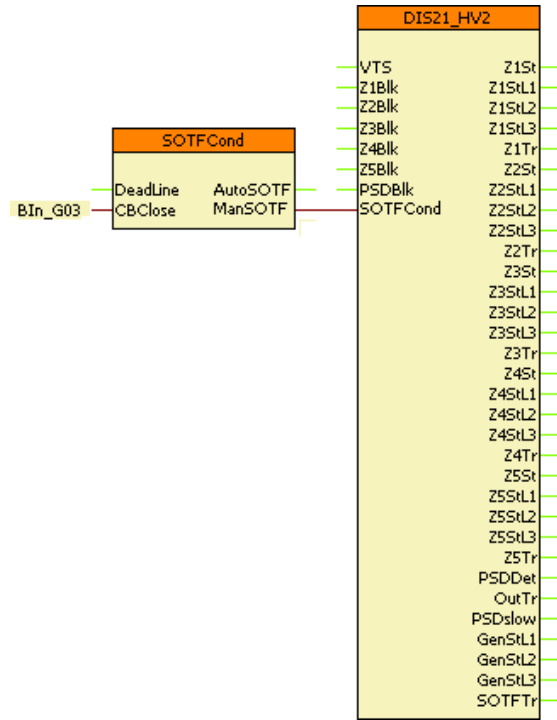 DIS21_HV2
VTS Z1St
Z1Blk Z1StL1
Z2Blk Z1StL2
Z3Blk Z1StL3
Z4Blk Z1Tr
Z5Blk Z2St
PSDBlk Z2StL1
SOTFCond Z2StL2
Z2StL3
Z2Tr
Z3St
Z3StL1
Z3StL2
Z3StL3
Z3Tr
Z4St
Z4StL1
Z4StL2
Z4StL3
Z4Tr
Z5St
Z5StL1
Z5StL2
Z5StL3
Z5Tr
PSDDet
OutTr
PSDslow
GenStL1
GenStL2
GenStL3
SOTFTr
SOTFCond
DeadLine AutoSOTF
BIn_G03 CBClose ManSOTF